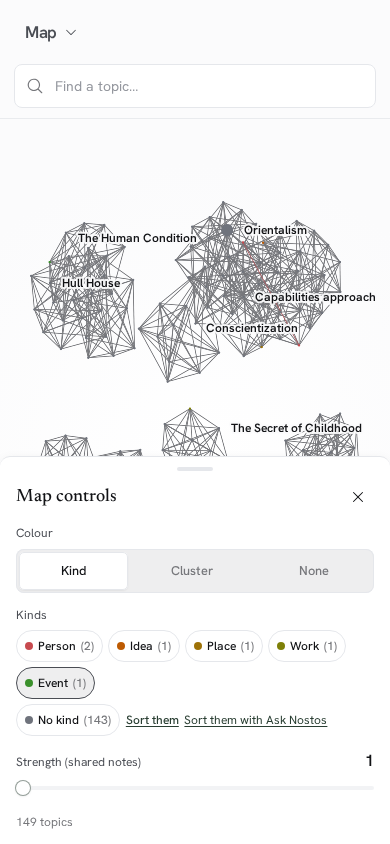 Map
Find a topic...
Orientalism
The Human Condition
Hull House
Capabilities approach
Conscientization
The Secret of Childhood
Map controls
Colour
Kind Cluster None
Kinds
Person (2) Idea (1) Place (1) Work (1)
Event (1)
No kind (143) Sort them Sort them with Ask Nostos
Strength (shared notes) 1
149 topics